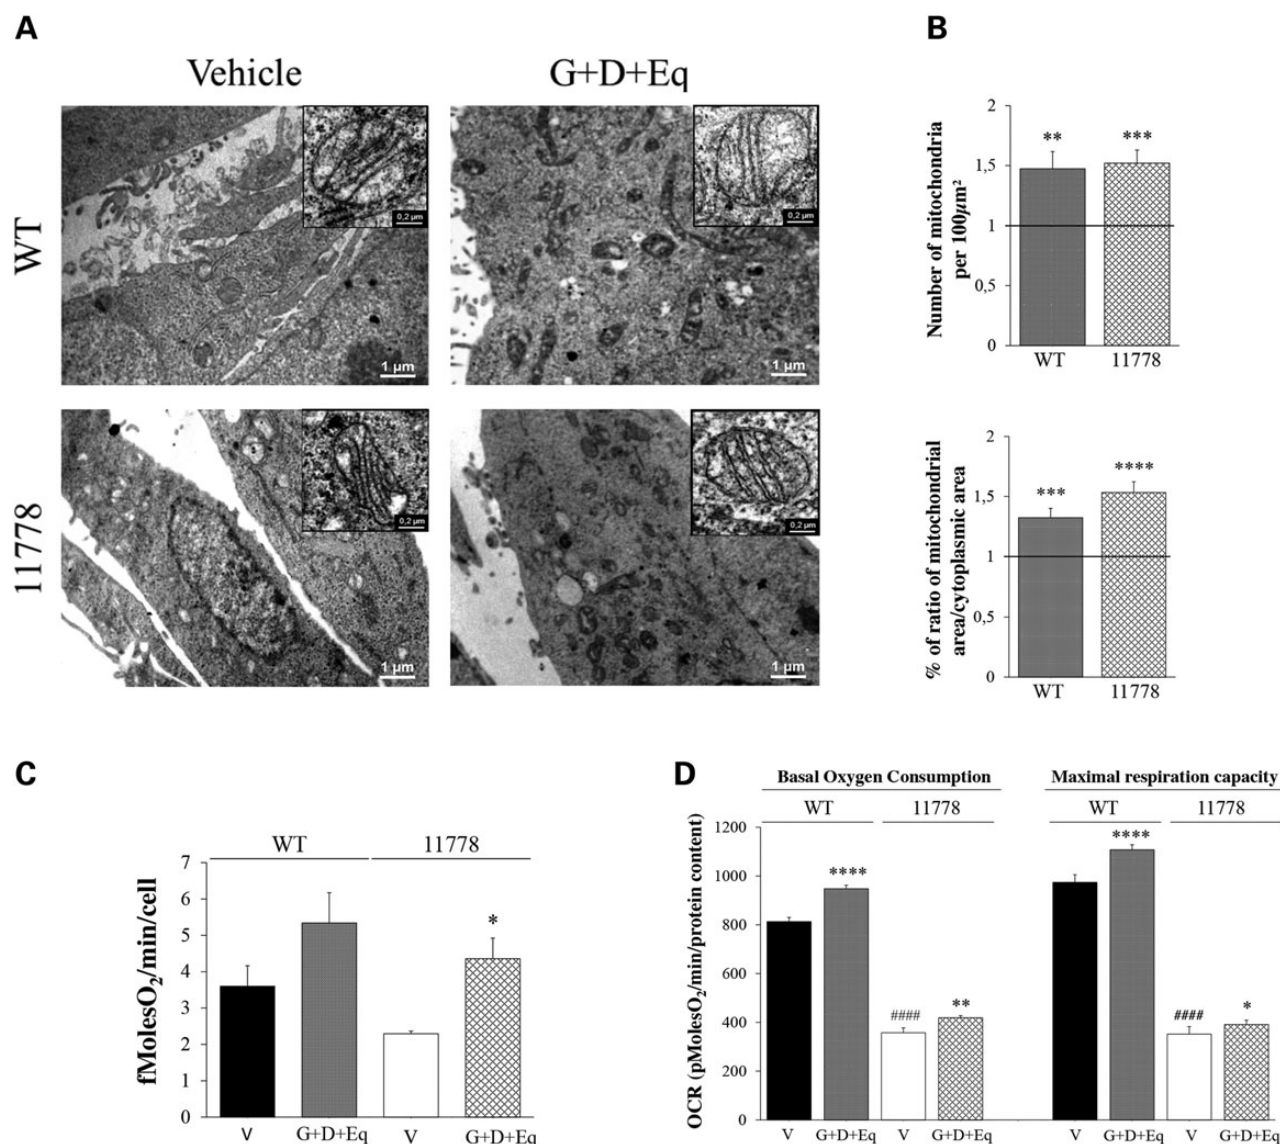 A
Vehicle
G+D+Eq
WT
0,2 µm
1 µm
0,2 µm
1 µm
11778
0,2 µm
1 µm
0,2 µm
1 µm
B
Number of mitochondria
per 100µm²
2
1,5
1
0,5
0
**
***
WT
11778
% of ratio of mitochondrial
area/cytoplasmic area
2
1,5
1
0,5
0
***
****
WT
11778
C
WT
11778
fMolesO₂/min/cell
7
6
5
4
3
2
1
0
*
V
G+D+Eq
V
G+D+Eq
D
Basal Oxygen Consumption
Maximal respiration capacity
WT
11778
WT
11778
OCR (pMolesO₂/min/protein content)
1200
1000
800
600
400
200
0
****
####
**
****
####
*
V
G+D+Eq
V
G+D+Eq
V
G+D+Eq
V
G+D+Eq